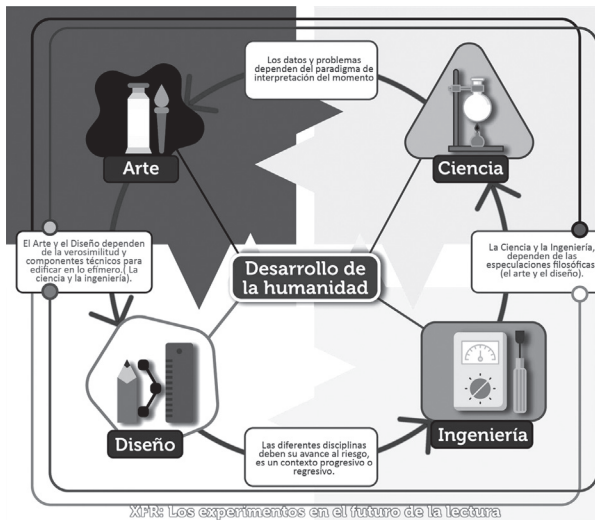 Los datos y problemas
dependen del paradigma de
interpretación del momento
Arte
Ciencia
El Arte y el Diseño dependen
de la verosimilitud y
componentes técnicos para
edificar en lo efímero.( La
ciencia y la ingeniería).
Desarrollo de
la humanidad
La Ciencia y la Ingeniería,
dependen de las
especulaciones filosóficas
(el arte y el diseño).
Diseño
Ingeniería
Las diferentes disciplinas
deben su avance al riesgo,
es un contexto progresivo o
regresivo.
XFR: Los experimentos en el futuro de la lectura